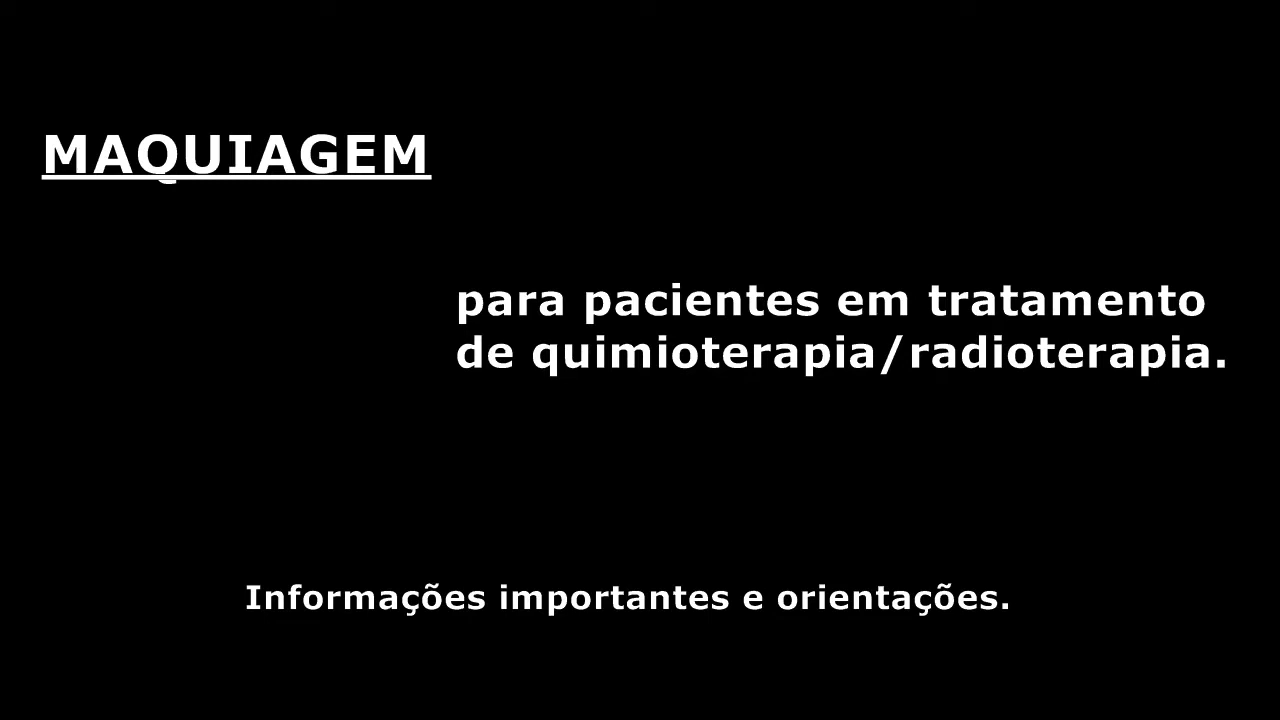 MAQUIAGEM
para pacientes em tratamento
de quimioterapia/radioterapia.
Informações importantes e orientações.